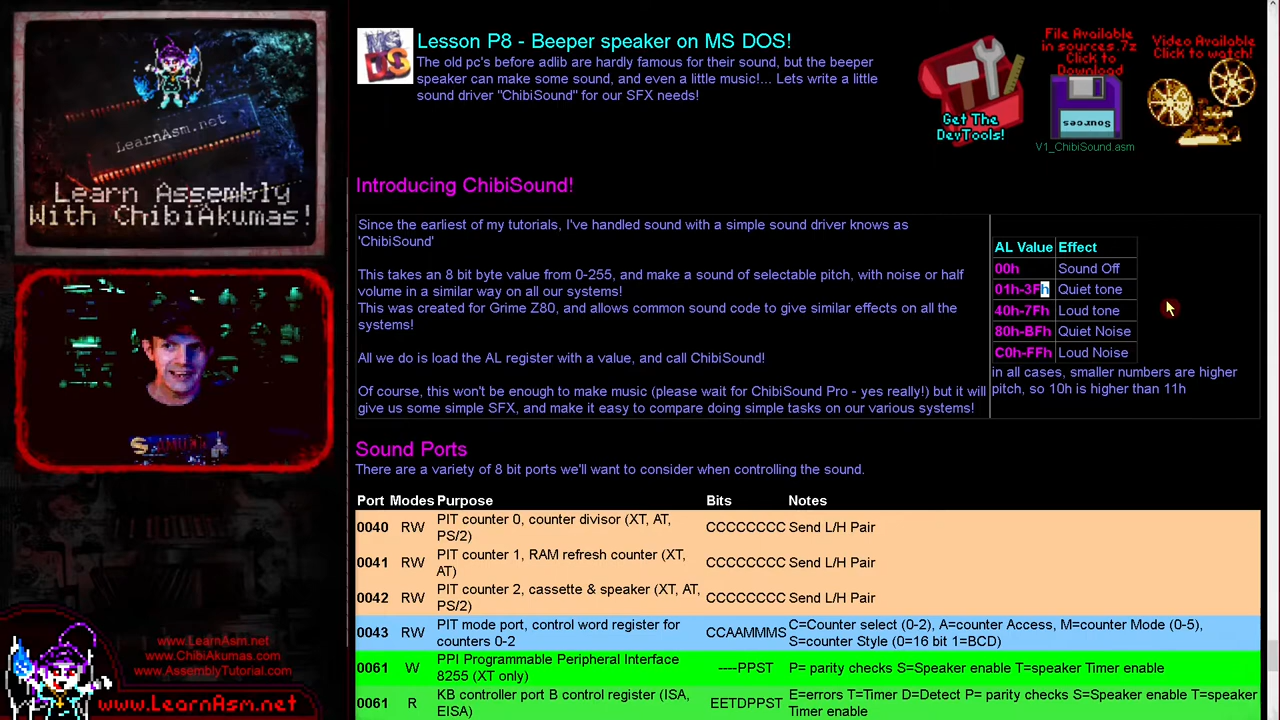 LearnAsm.net
Learn Assembly
With ChibiAkumas!
www.LearnAsm.net
www.ChibiAkumas.com
www.AssemblyTutorial.com
www.LearnAsm.net
MS
DOS
Lesson P8 - Beeper speaker on MS DOS!
The old pc's before adlib are hardly famous for their sound, but the beeper
speaker can make some sound, and even a little music!... Lets write a little
sound driver "ChibiSound" for our SFX needs!
Get The
DevTools!
File Available
in sources.7z
Click to
Download
Sources
V1_ChibiSound.asm
Video Available
Click to watch!
Introducing ChibiSound!
Since the earliest of my tutorials, I've handled sound with a simple sound driver knows as
'ChibiSound'
This takes an 8 bit byte value from 0-255, and make a sound of selectable pitch, with noise or half
volume in a similar way on all our systems!
This was created for Grime Z80, and allows common sound code to give similar effects on all the
systems!
All we do is load the AL register with a value, and call ChibiSound!
Of course, this won't be enough to make music (please wait for ChibiSound Pro - yes really!) but it will
give us some simple SFX, and make it easy to compare doing simple tasks on our various systems!
AL Value Effect
00h Sound Off
01h-3Fh Quiet tone
40h-7Fh Loud tone
80h-BFh Quiet Noise
C0h-FFh Loud Noise
in all cases, smaller numbers are higher
pitch, so 10h is higher than 11h
Sound Ports
There are a variety of 8 bit ports we'll want to consider when controlling the sound.
Port Modes Purpose Bits Notes
0040 RW PIT counter 0, counter divisor (XT, AT, CCCCCCCC Send L/H Pair
PS/2)
0041 RW PIT counter 1, RAM refresh counter (XT, CCCCCCCC Send L/H Pair
AT)
0042 RW PIT counter 2, cassette & speaker (XT, AT, CCCCCCCC Send L/H Pair
PS/2)
0043 RW PIT mode port, control word register for CCAAMMMS C=Counter select (0-2), A=counter Access, M=counter Mode (0-5),
counters 0-2 S=counter Style (0=16 bit 1=BCD)
0061 W PPI Programmable Peripheral Interface ----PPST P= parity checks S=Speaker enable T=speaker Timer enable
8255 (XT only)
0061 R KB controller port B control register (ISA, EETDPPST E=errors T=Timer D=Detect P= parity checks S=Speaker enable T=speaker
EISA) Timer enable